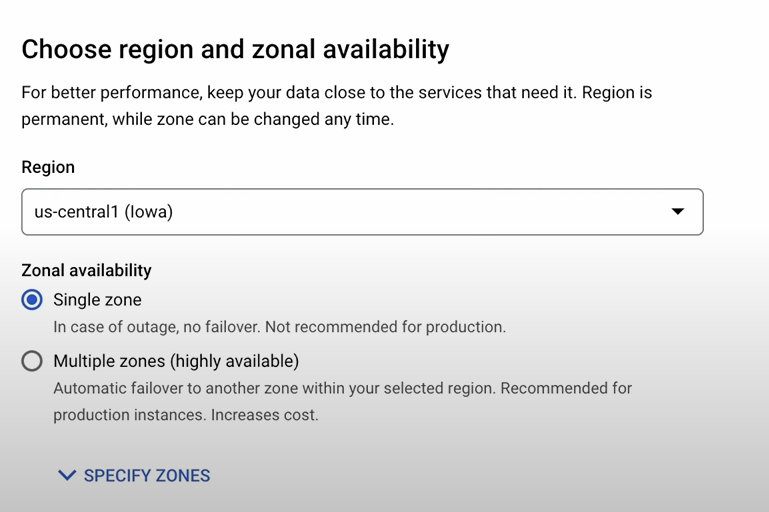 Choose region and zonal availability
For better performance, keep your data close to the services that need it. Region is
permanent, while zone can be changed any time.
Region
us-central1 (Iowa)
Zonal availability
Single zone
In case of outage, no failover. Not recommended for production.
Multiple zones (highly available)
Automatic failover to another zone within your selected region. Recommended for
production instances. Increases cost.
SPECIFY ZONES